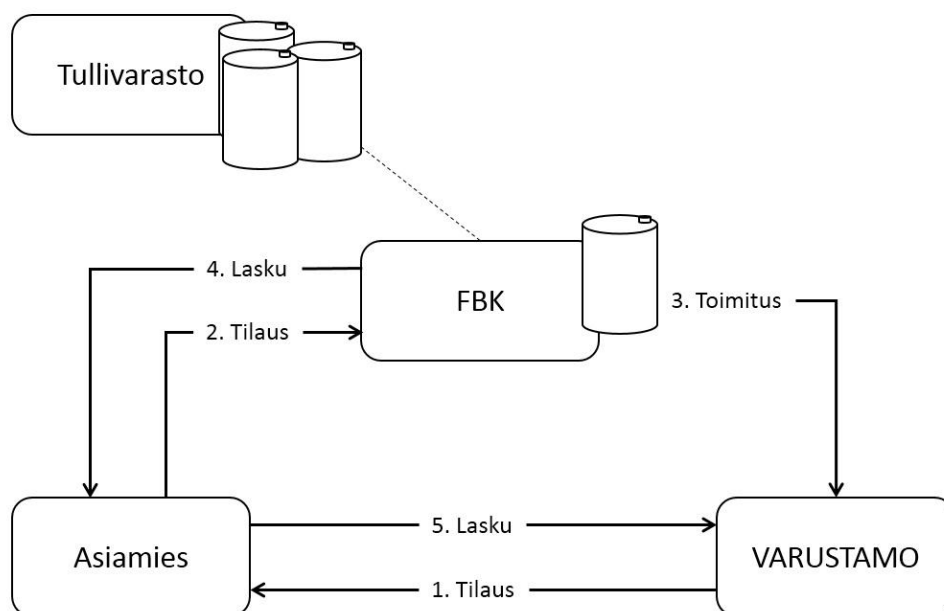 Tullivarasto
4. Lasku
FBK
3. Toimitus
2. Tilaus
5. Lasku
Asiamies
VARUSTAMO
1. Tilaus